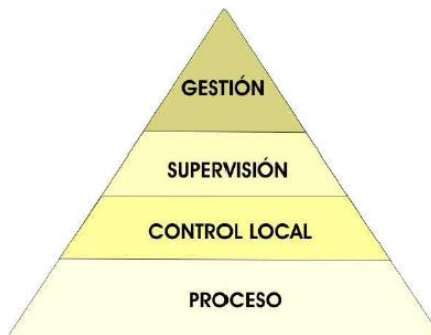 GESTIÓN
SUPERVISIÓN
CONTROL LOCAL
PROCESO